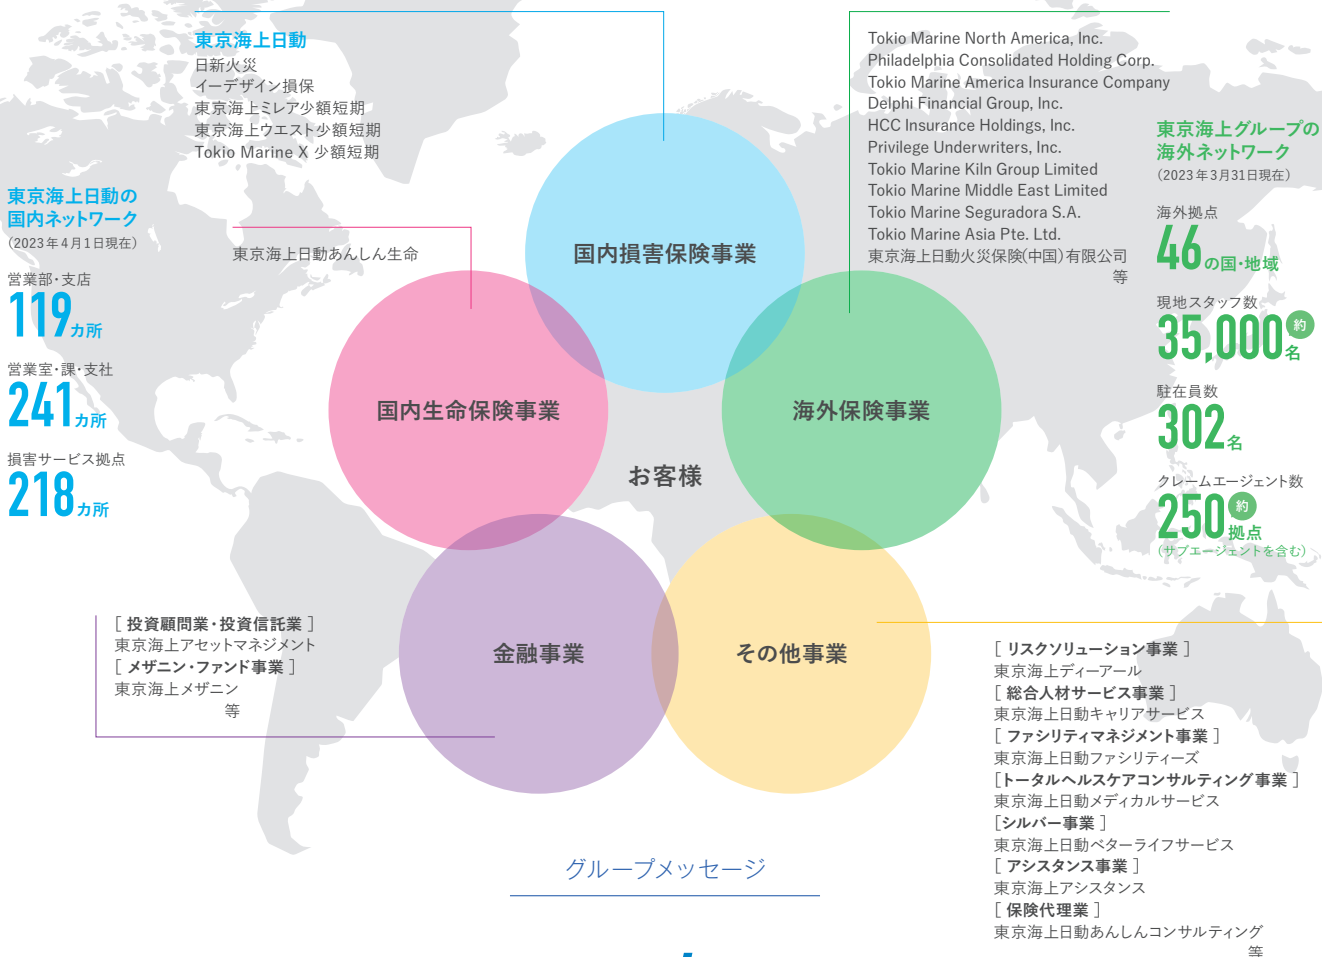 東京海上日動
日新火災
イーデザイン損保
東京海上ミレア少額短期
東京海上ウエスト少額短期
Tokio Marine X 少額短期
Tokio Marine North America, Inc.
Philadelphia Consolidated Holding Corp.
Tokio Marine America Insurance Company
Delphi Financial Group, Inc.
HCC Insurance Holdings, Inc.
Privilege Underwriters, Inc.
Tokio Marine Kiln Group Limited
Tokio Marine Middle East Limited
Tokio Marine Seguradora S.A.
Tokio Marine Asia Pte. Ltd.
東京海上日動火災保険(中国)有限公司
等
東京海上グループの
海外ネットワーク
(2023年3月31日現在)
海外拠点
46の国・地域
現地スタッフ数
35,000約名
駐在員数
302名
クレームエージェント数
250約拠点
(サブエージェントを含む)
東京海上日動の
国内ネットワーク
(2023年4月1日現在)
営業部・支店
119カ所
営業室・課・支社
241カ所
損害サービス拠点
218カ所
東京海上日動あんしん生命
国内損害保険事業
国内生命保険事業
海外保険事業
お客様
金融事業
その他事業
[ 投資顧問業・投資信託業 ]
東京海上アセットマネジメント
[ メザニン・ファンド事業 ]
東京海上メザニン
等
[ リスクソリューション事業 ]
東京海上ディーアール
[ 総合人材サービス事業 ]
東京海上日動キャリアサービス
[ ファシリティマネジメント事業 ]
東京海上日動ファシリティーズ
[トータルヘルスケアコンサルティング事業 ]
東京海上日動メディカルサービス
[シルバー事業 ]
東京海上日動ベターライフサービス
[ アシスタンス事業 ]
東京海上アシスタンス
[ 保険代理業 ]
東京海上日動あんしんコンサルティング
等
グループメッセージ